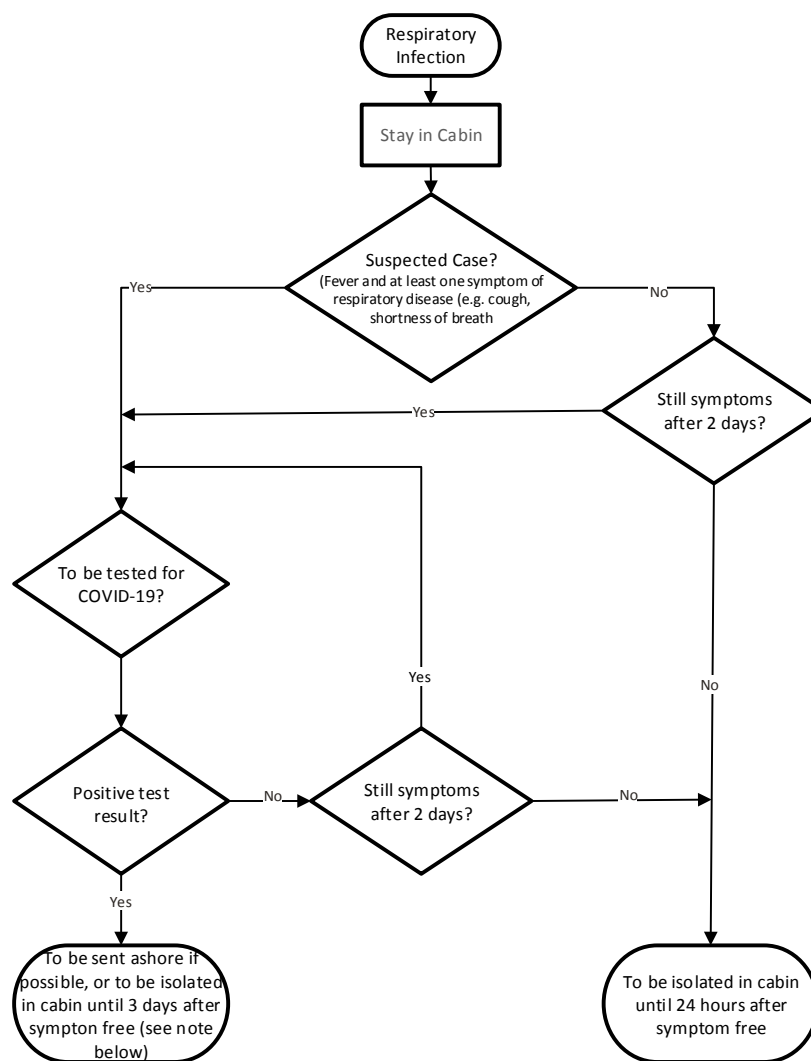 Respiratory
Infection
Stay in Cabin
Suspected Case?
(Fever and at least one symptom of
respiratory disease (e.g. cough,
shortness of breath
Yes
No
Still symptoms
after 2 days?
Yes
To be tested for
COVID-19?
Yes
No
Positive test
result?
No
Still symptoms
after 2 days?
No
Yes
To be sent ashore if
possible, or to be isolated
in cabin until 3 days after
sympton free (see note
below)
To be isolated in cabin
until 24 hours after
symptom free